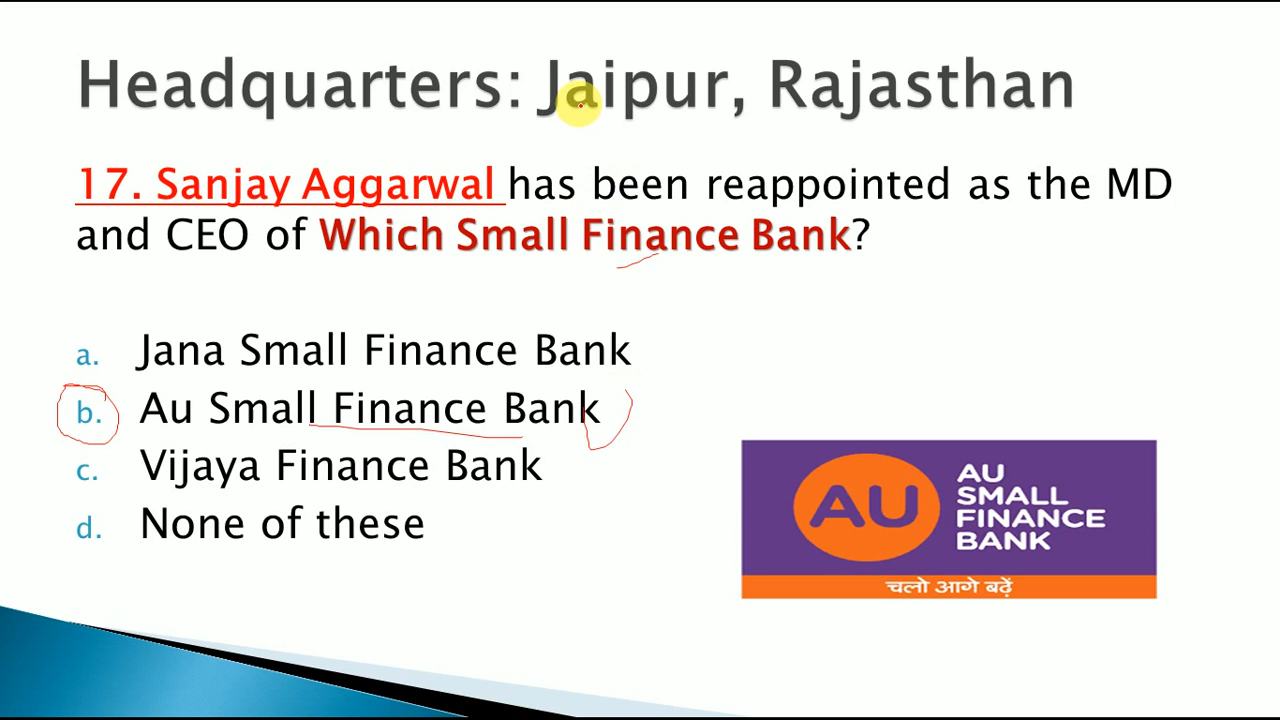 Headquarters: Jaipur, Rajasthan
17. Sanjay Aggarwal has been reappointed as the MD
and CEO of Which Small Finance Bank?
a. Jana Small Finance Bank
b. Au Small Finance Bank
c. Vijaya Finance Bank
d. None of these
AU
AU
SMALL
FINANCE
BANK
चलो आगे बढ़ें